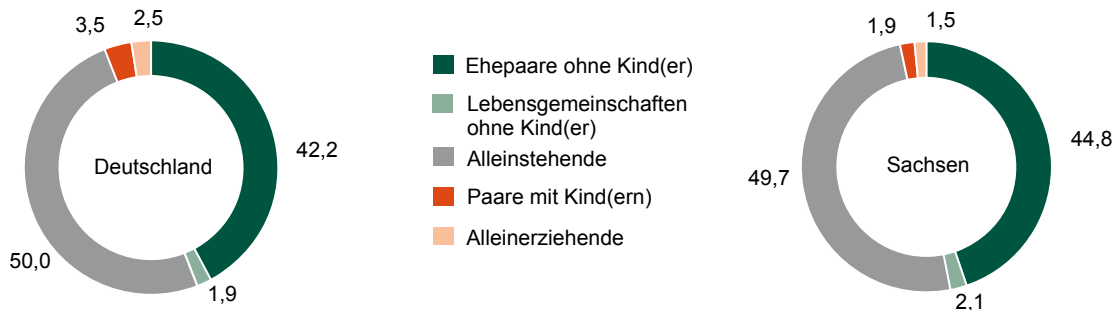 3,5
2,5
42,2
Deutschland
50,0
1,9
Ehepaare ohne Kind(er)
Lebensgemeinschaften
ohne Kind(er)
Alleinstehende
Paare mit Kind(ern)
Alleinerziehende
1,9
1,5
44,8
Sachsen
49,7
2,1